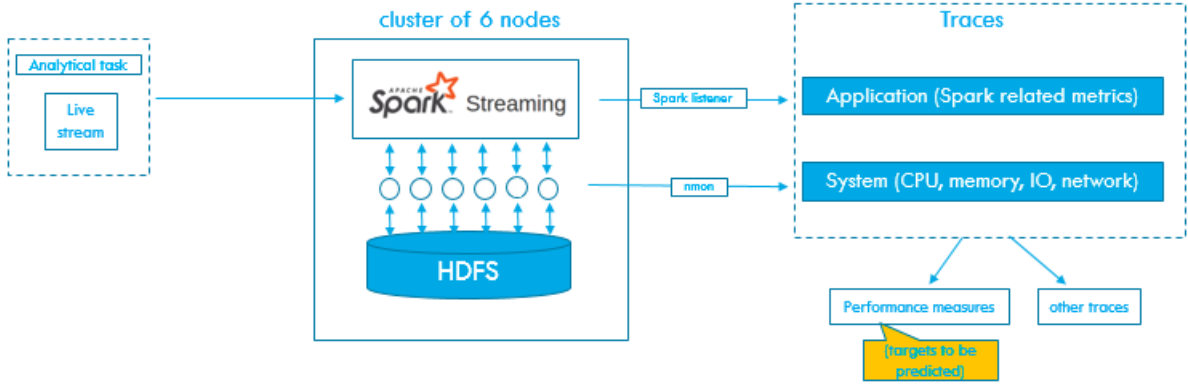 cluster of 6 nodes
Traces
Analytical task
Live
stream
APACHE
Spark Streaming
Spark listener
Application (Spark related metrics)
nmon
System (CPU, memory, IO, network)
HDFS
Performance measures
other traces
(targets to be
predicted)